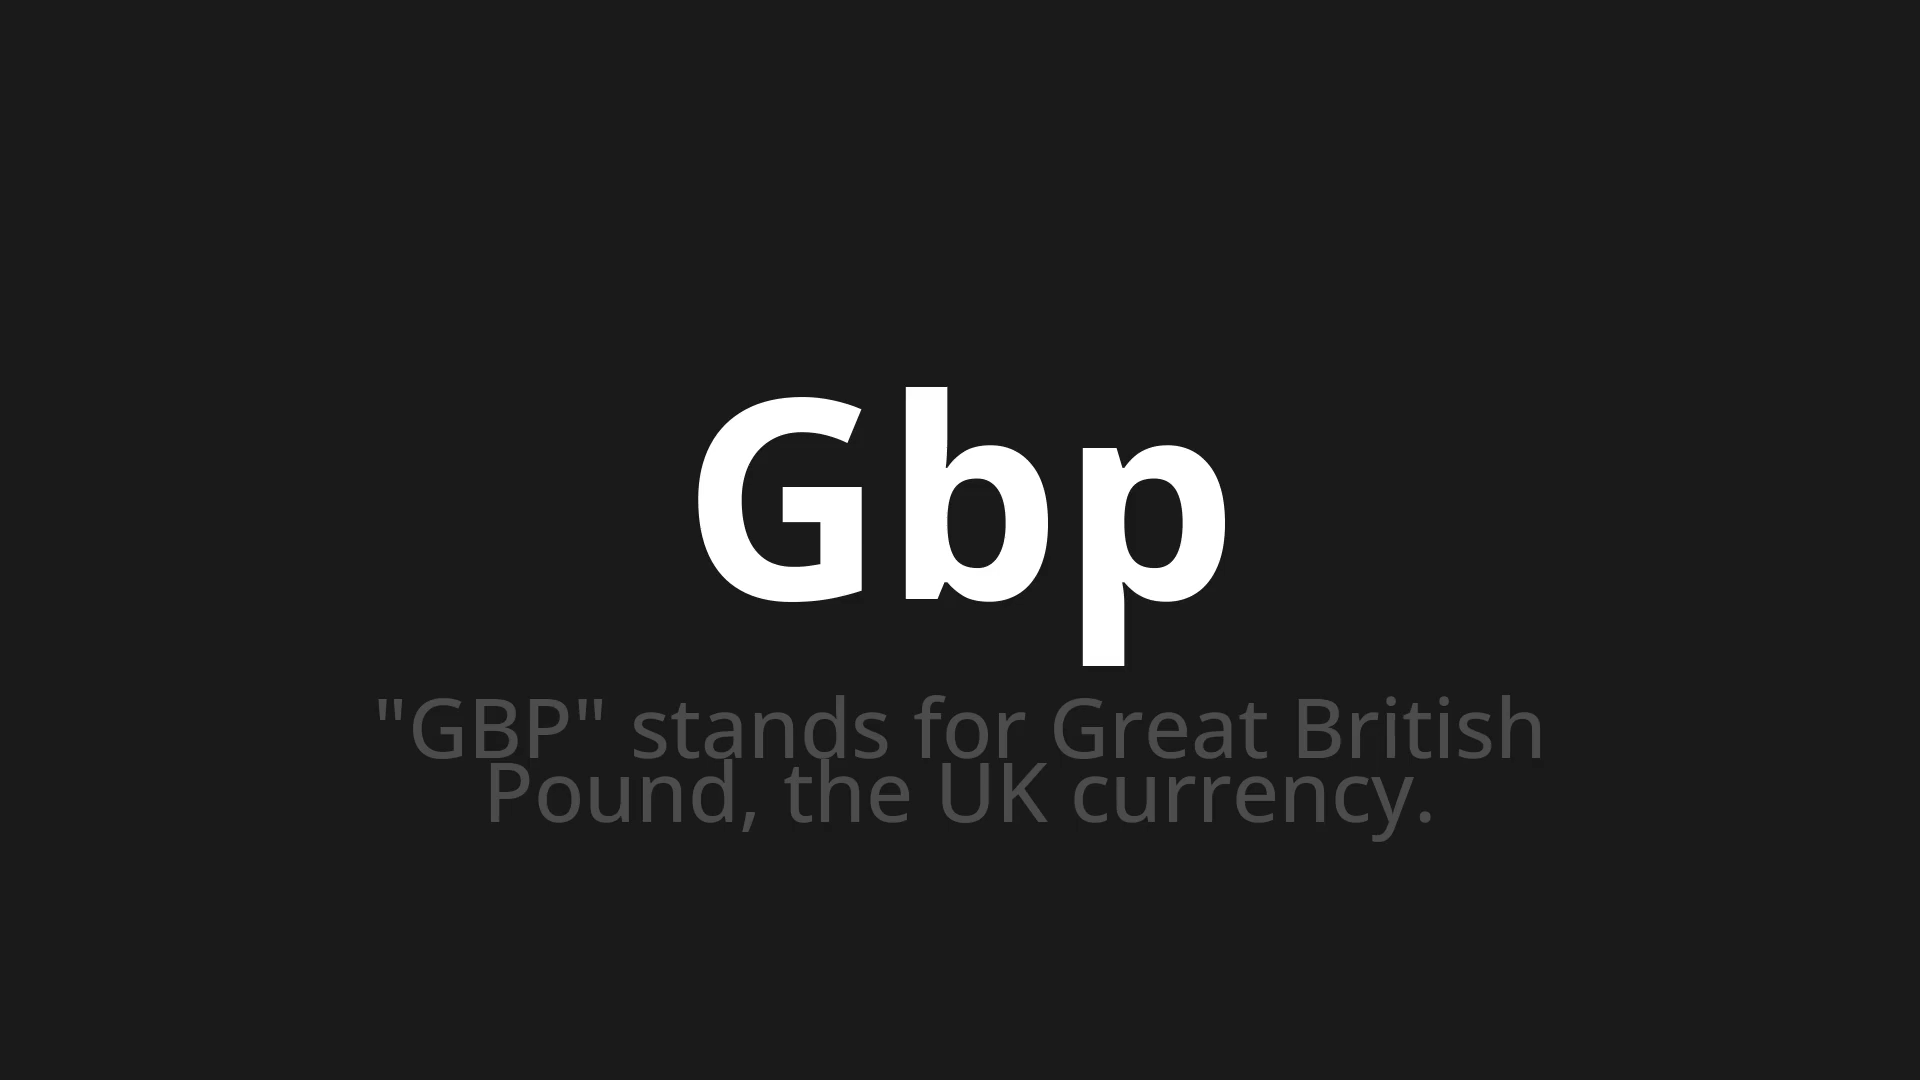 Gbp
"GBP" stands for Great British
Pound, the UK currency.